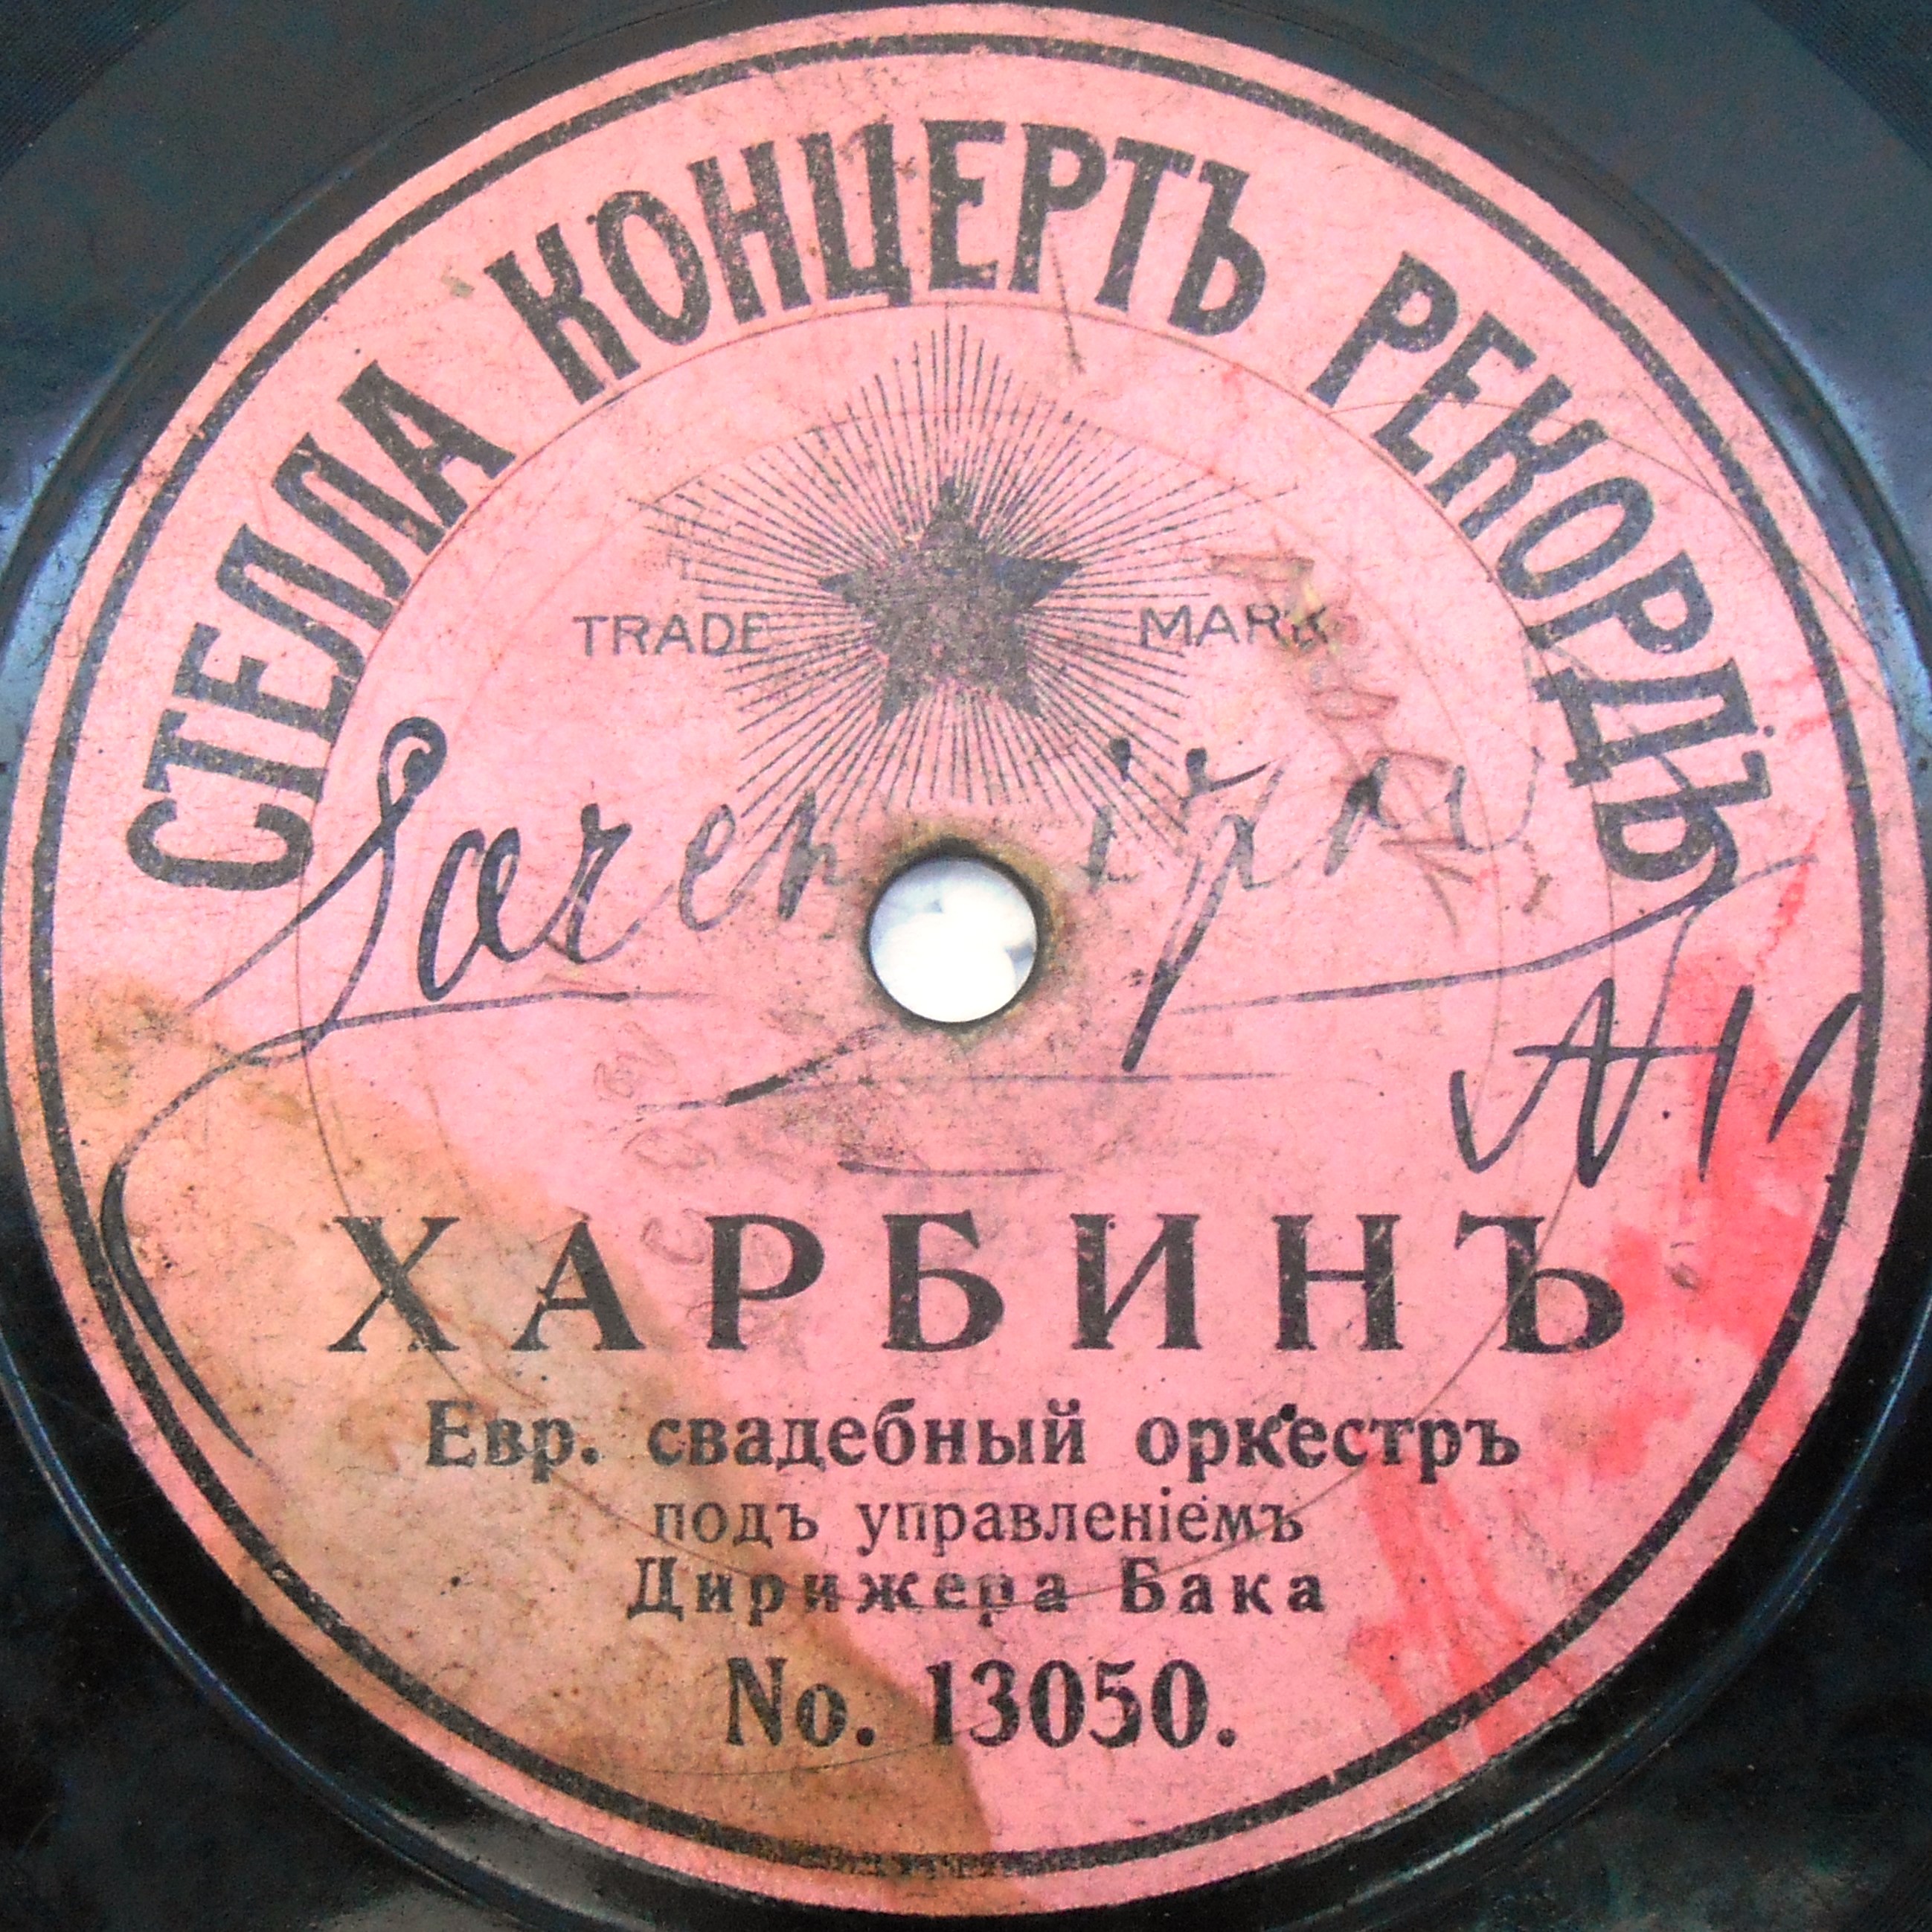 СТЕЛЛА КОНЦЕРТЪ РЕКОРДЪ
TRADE MARK
ХАРБИНЪ
Евр. свадебный оркестръ
подъ управленіемъ
Дирижера Бака
No. 13050.